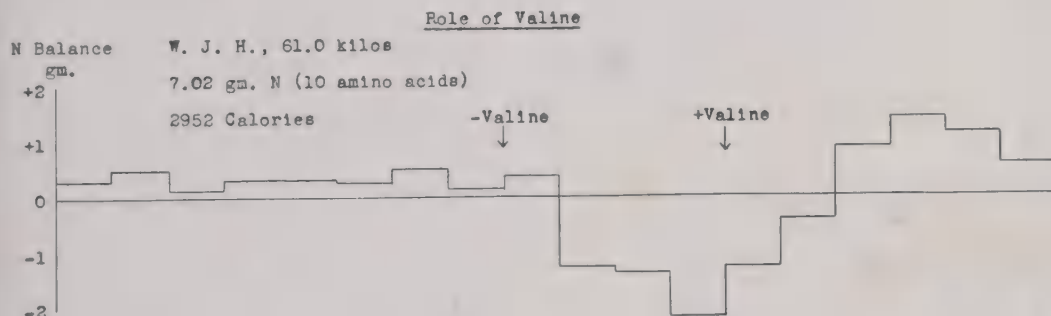 Role of Valine
N Balance
gm.
W. J. H., 61.0 kilos
7.02 gm. N (10 amino acids)
2952 Calories
-Valine
+Valine
+2
+1
0
-1
-2